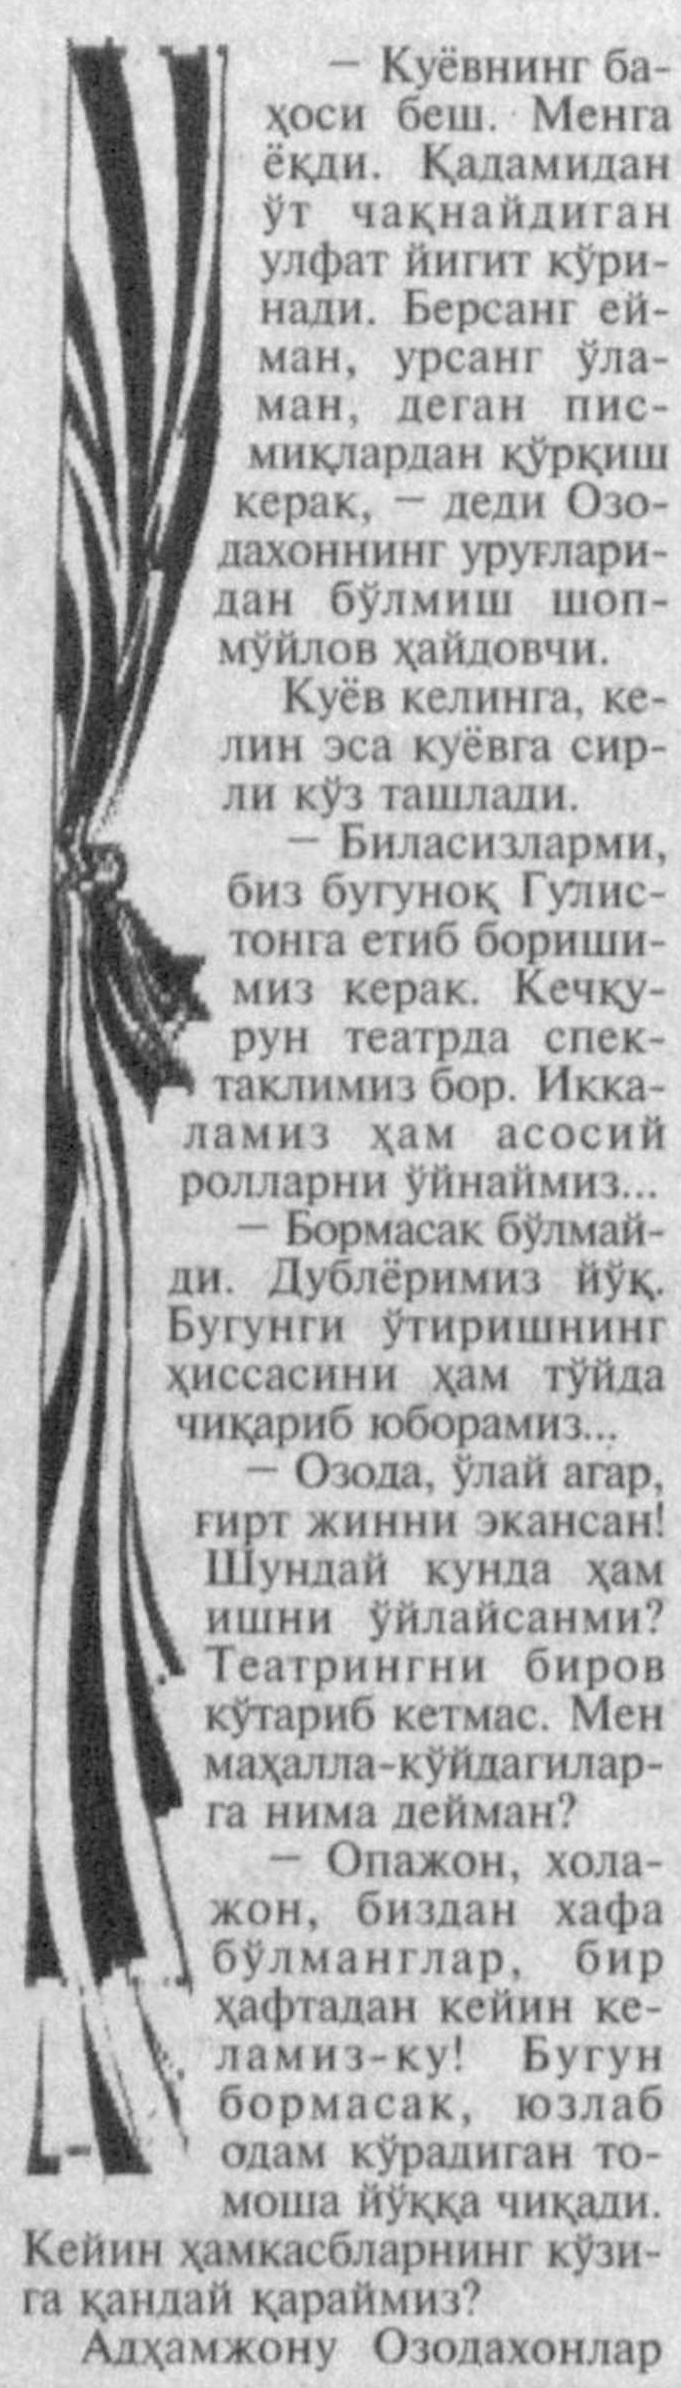 – Куёвнинг ба-
ҳоси беш. Менга
ёқди. Қадамидан
ўт чақнайдиган
улфат йигит кўри-
нади. Берсанг ей-
ман, урсанг ўла-
ман, деган пис-
миқлардан қўрқиш
керак, – деди Озо-
дахоннинг уруғлари-
дан бўлмиш шоп-
мўйлов ҳайдовчи.
Куёв келинга, ке-
лин эса куёвга сир-
ли кўз ташлади.
– Биласизларми,
биз бугуноқ Гулис-
тонга етиб бориши-
миз керак. Кечқу-
рун театрда спек-
таклимиз бор. Икка-
ламиз ҳам асосий
ролларни ўйнаймиз...
– Бормасак бўлмай-
ди. Дублёримиз йўқ.
Бугунги ўтиришнинг
ҳиссасини ҳам тўйда
чиқариб юборамиз...
– Озода, ўлай агар,
ғирт жинни экансан!
Шундай кунда ҳам
ишни ўйлайсанми?
Театрингни биров
кўтариб кетмас. Мен
маҳалла-кўйдагилар-
га нима дейман?
– Опажон, хола-
жон, биздан хафа
бўлманглар, бир
ҳафтадан кейин ке-
ламиз-ку! Бугун
бормасак, юзлаб
одам кўрадиган то-
моша йўққа чиқади.
Кейин ҳамкасбларнинг кўзи-
га қандай қараймиз?
Адҳамжону Озодахонлар